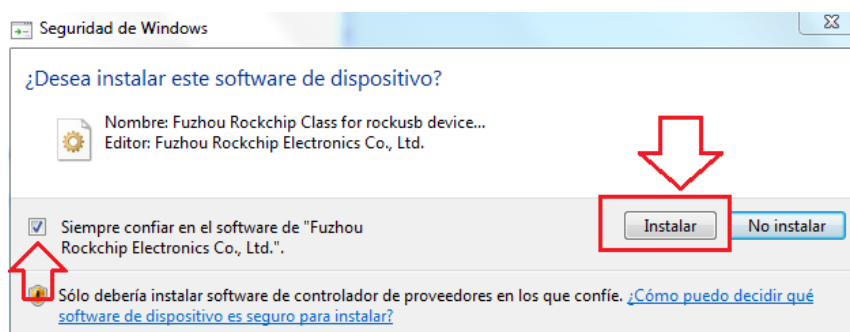 Seguridad de Windows
¿Desea instalar este software de dispositivo?
Nombre: Fuzhou Rockchip Class for rockusb device...
Editor: Fuzhou Rockchip Electronics Co., Ltd.
Siempre confiar en el software de "Fuzhou
Rockchip Electronics Co., Ltd.".
Instalar
No instalar
Sólo debería instalar software de controlador de proveedores en los que confíe. ¿Cómo puedo decidir qué
software de dispositivo es seguro para instalar?